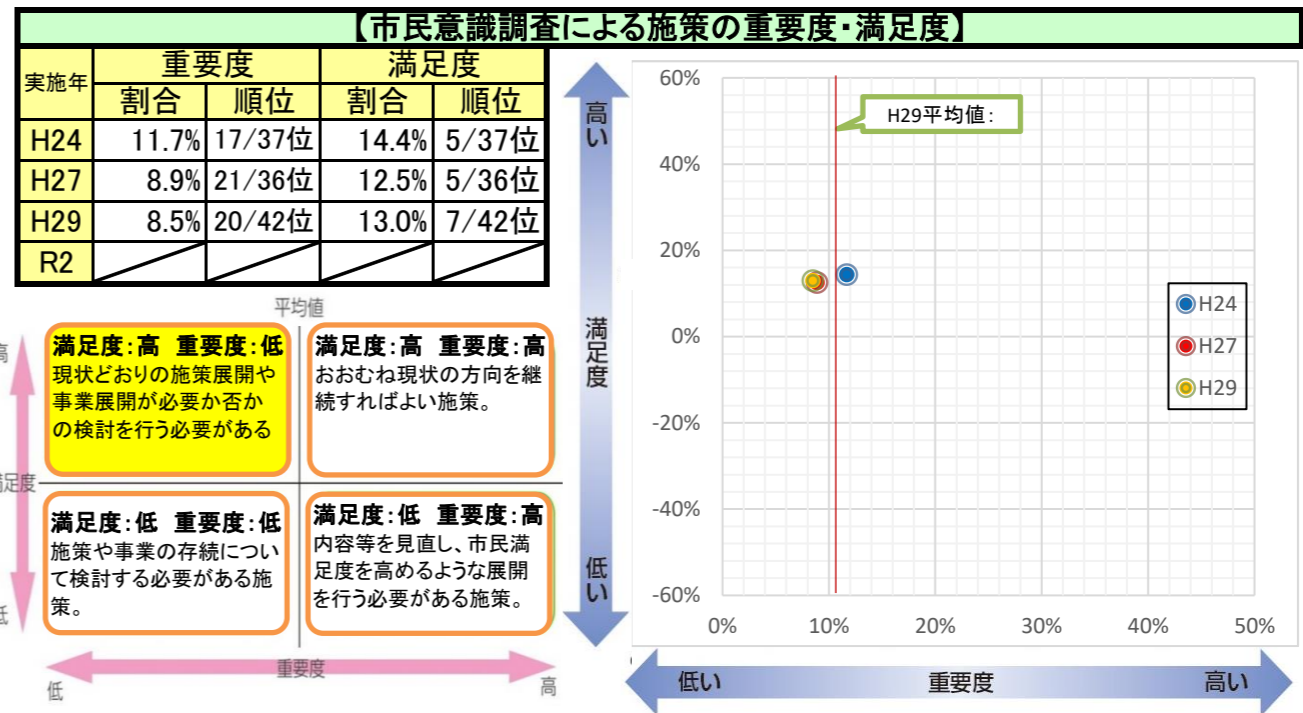 【市民意識調査による施策の重要度・満足度】
実施年 重要度 満足度
割合 順位 割合 順位
H24 11.7% 17/37位 14.4% 5/37位
H27 8.9% 21/36位 12.5% 5/36位
H29 8.5% 20/42位 13.0% 7/42位
R2
平均値
高
満足度:高 重要度:低
現状どおりの施策展開や
事業展開が必要か否か
の検討を行う必要がある
満足度:高 重要度:高
おおむね現状の方向を継
続すればよい施策。
満足度
満足度:低 重要度:低
施策や事業の存続につい
て検討する必要がある施
策。
満足度:低 重要度:高
内容等を見直し、市民満
足度を高めるような展開
を行う必要がある施策。
低
重要度
低
高
高い
満足度
低い
60%
40%
20%
0%
-20%
-40%
-60%
H29平均値:
H24
H27
H29
0% 10% 20% 30% 40% 50%
低い 重要度 高い